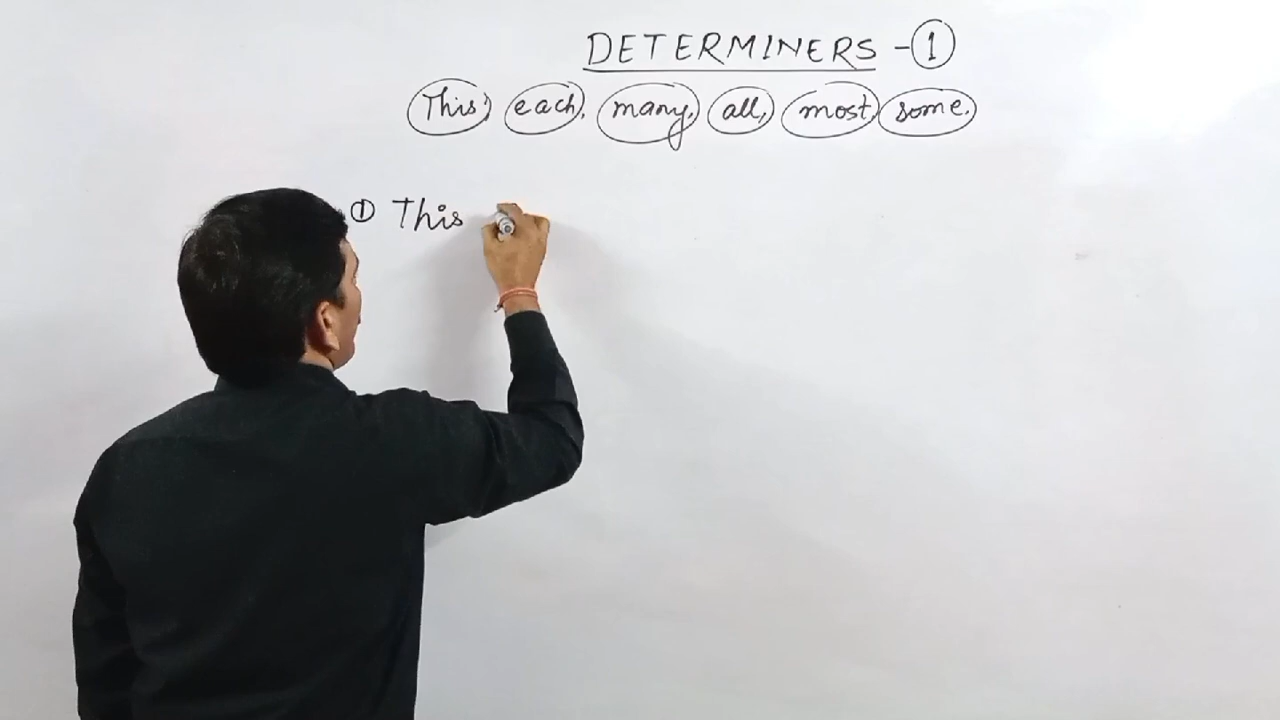 DETERMINERS - ①
This, each, many, all, most, some.
① This